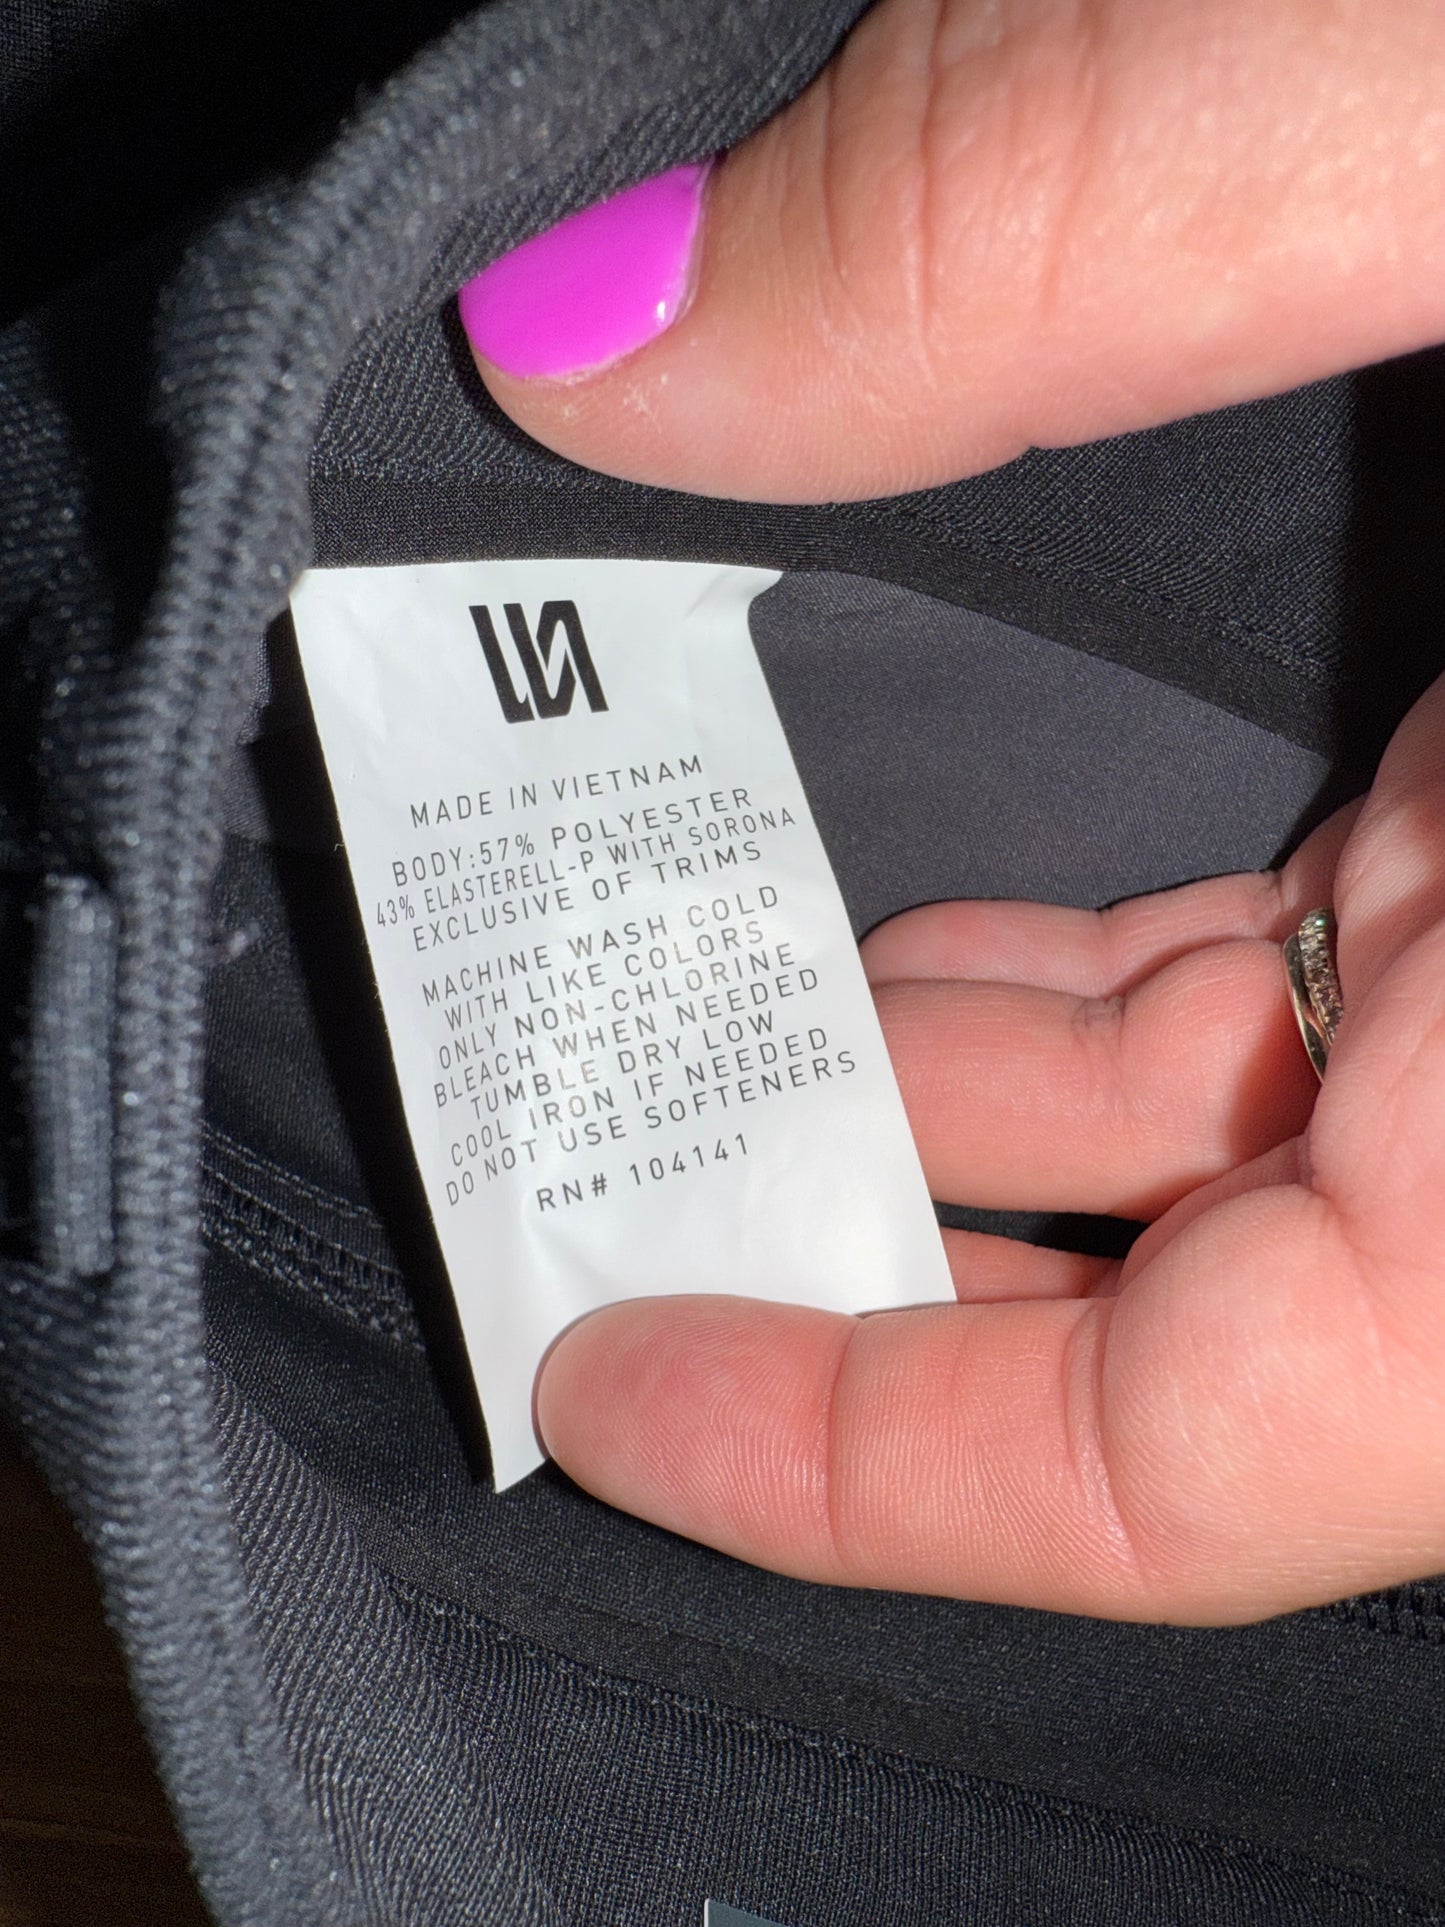 MADE IN VIETNAM
BODY:57% POLYESTER
43% ELASTERELL-P WITH SORONA
EXCLUSIVE OF TRIMS
MACHINE WASH COLD
WITH LIKE COLORS
ONLY NON-CHLORINE
BLEACH WHEN NEEDED
TUMBLE DRY LOW
COOL IRON IF NEEDED
DO NOT USE SOFTENERS
RN# 104141